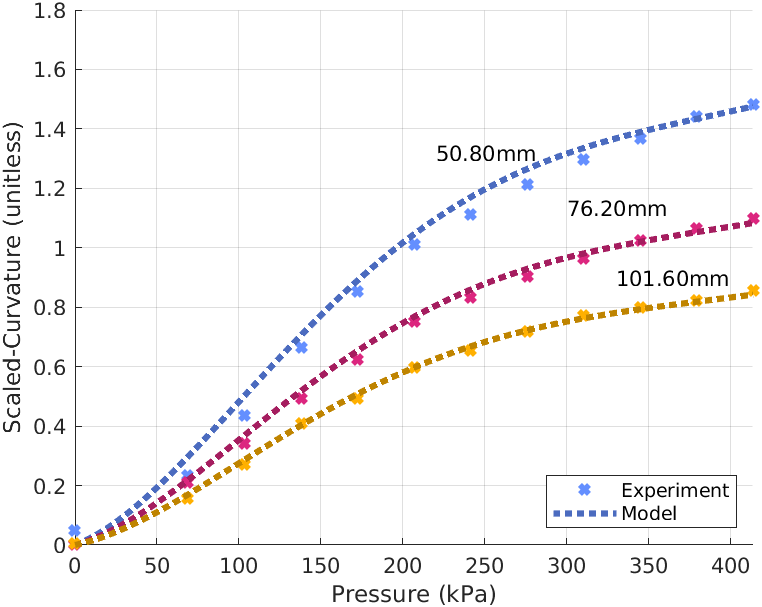 1.8
1.6
1.4
1.2
1
0.8
0.6
0.4
0.2
0
Scaled-Curvature (unitless)
50.80mm
76.20mm
101.60mm
Experiment
Model
0 50 100 150 200 250 300 350 400
Pressure (kPa)